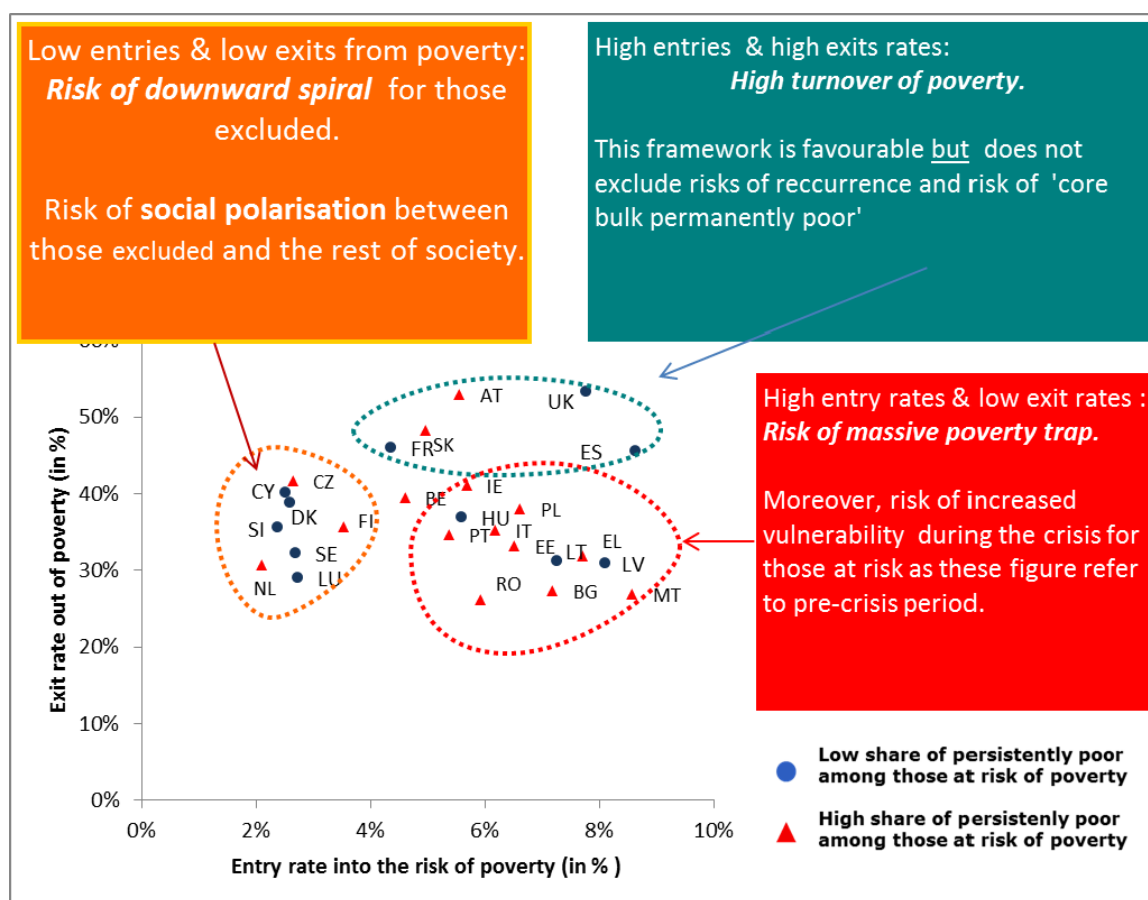 Low entries & low exits from poverty:
Risk of downward spiral for those
excluded.
Risk of social polarisation between
those excluded and the rest of society.
High entries & high exits rates:
High turnover of poverty.
This framework is favourable but does not
exclude risks of reccurrence and risk of 'core
bulk permanently poor'
High entry rates & low exit rates :
Risk of massive poverty trap.
Moreover, risk of increased
vulnerability during the crisis for
those at risk as these figure refer
to pre-crisis period.
Exit rate out of poverty (in %)
50%
40%
30%
20%
10%
0%
AT
UK
FR
SK
ES
CY
CZ
DK
SI
FI
SE
NL
LU
BE
IE
HU
PL
PT
IT
EE
LT
EL
LV
RO
BG
MT
0%
2%
4%
6%
8%
10%
Entry rate into the risk of poverty (in % )
Low share of persistently poor
among those at risk of poverty
High share of persistenly poor
among those at risk of poverty